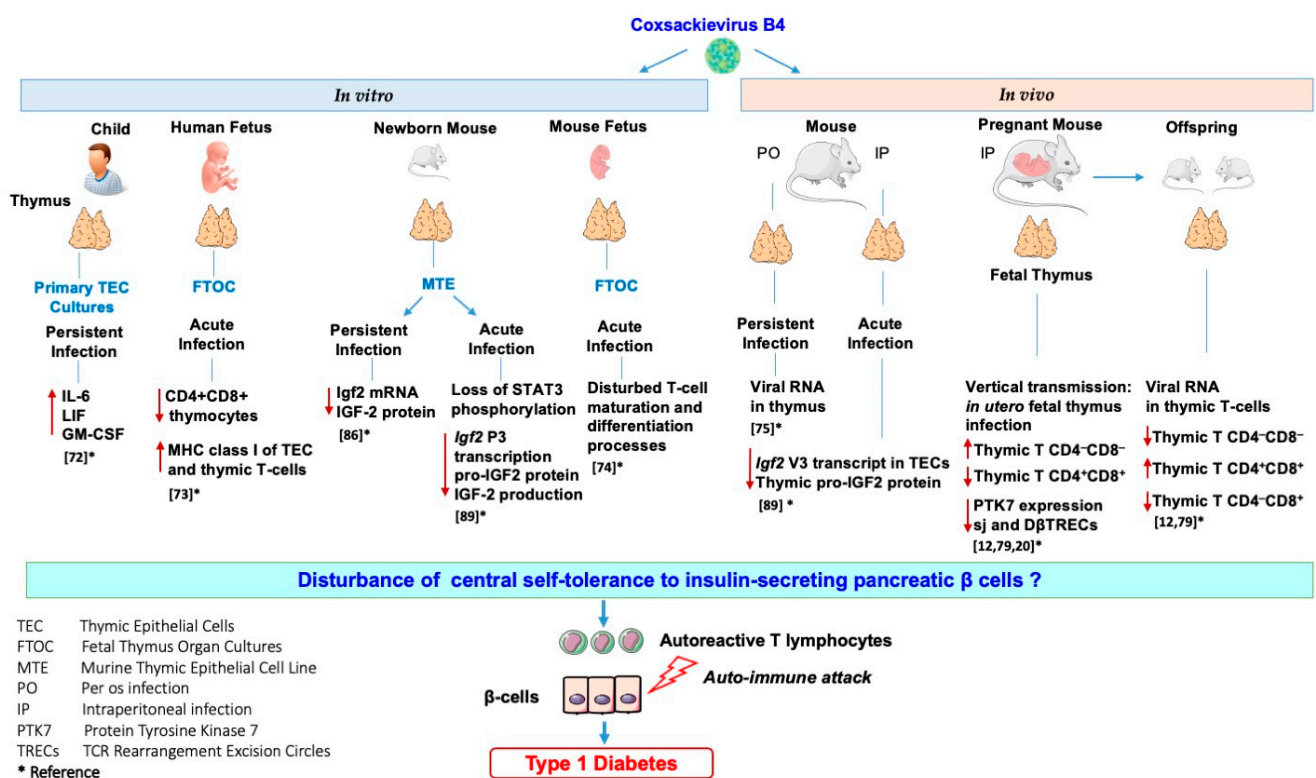 Coxsackievirus B4
In vitro
In vivo
Child
Human Fetus
Newborn Mouse
Mouse Fetus
Mouse
Pregnant Mouse
Offspring
PO
IP
IP
Thymus
Fetal Thymus
Primary TEC
Cultures
FTOC
MTE
FTOC
Persistent
Infection
IL-6
LIF
GM-CSF
[72]*
Acute
Infection
CD4+CD8+
thymocytes
MHC class I of TEC
and thymic T-cells
[73]*
Persistent
Infection
Igf2 mRNA
IGF-2 protein
[86]*
Acute
Infection
Loss of STAT3
phosphorylation
Igf2 P3
transcription
pro-IGF2 protein
IGF-2 production
[89]*
Acute
Infection
Disturbed T-cell
maturation and
differentiation
processes
[74]*
Persistent
Infection
Viral RNA
in thymus
[75]*
Acute
Infection
Igf2 V3 transcript in TECs
Thymic pro-IGF2 protein
[89] *
Vertical transmission:
in utero fetal thymus
infection
Thymic T CD4⁻CD8⁻
Thymic T CD4⁺CD8⁺
PTK7 expression
sj and DβTRECs
[12,79,20]*
Viral RNA
in thymic T-cells
Thymic T CD4⁻CD8⁻
Thymic T CD4⁺CD8⁺
Thymic T CD4⁻CD8⁺
[12,79]*
Disturbance of central self-tolerance to insulin-secreting pancreatic β cells ?
Autoreactive T lymphocytes
Auto-immune attack
β-cells
Type 1 Diabetes
TEC Thymic Epithelial Cells
FTOC Fetal Thymus Organ Cultures
MTE Murine Thymic Epithelial Cell Line
PO Per os infection
IP Intraperitoneal infection
PTK7 Protein Tyrosine Kinase 7
TRECs TCR Rearrangement Excision Circles
* Reference